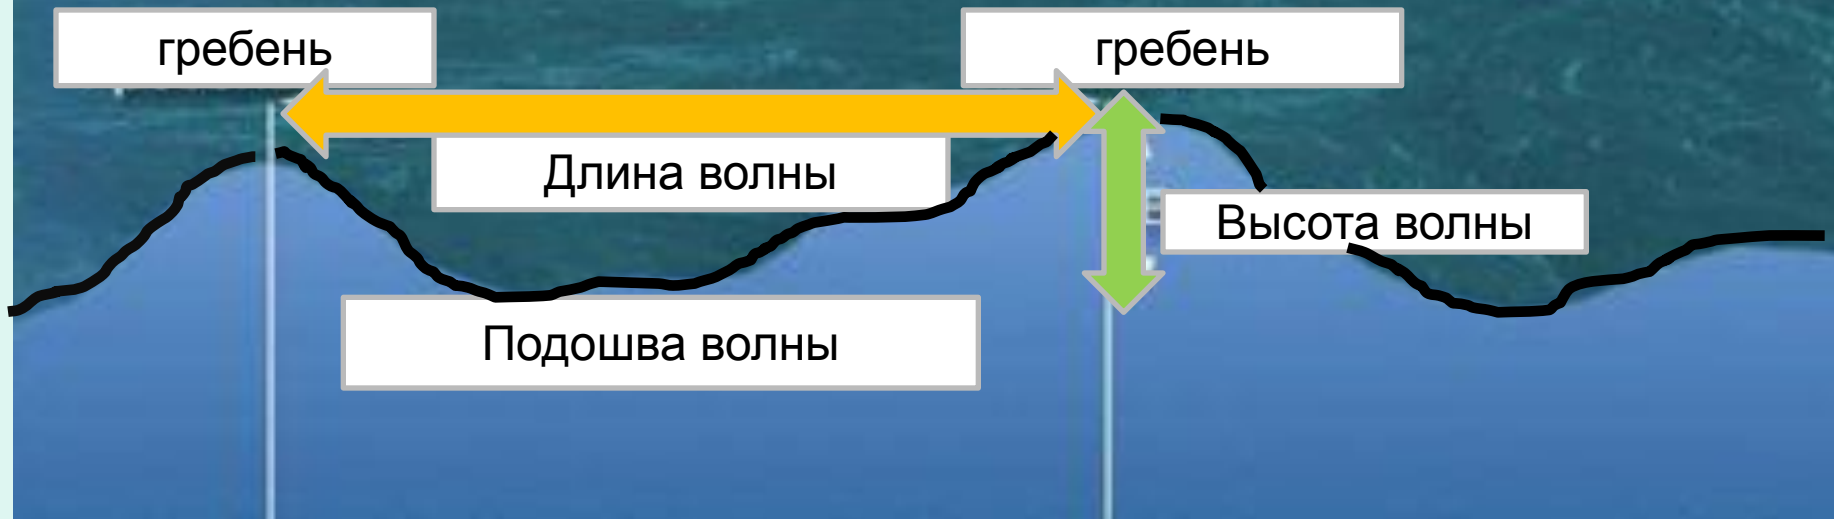 гребень
гребень
Длина волны
Высота волны
Подошва волны